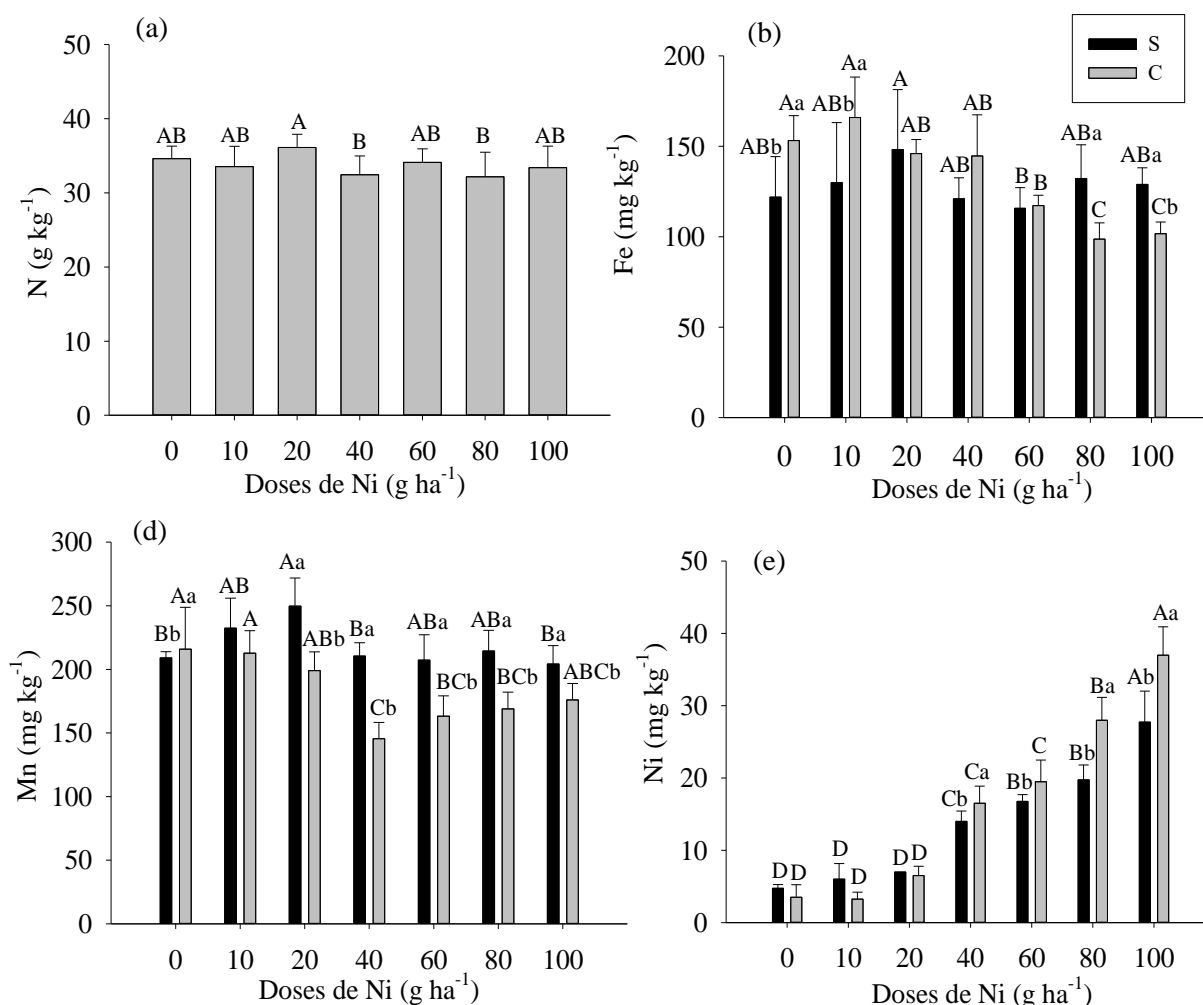 (a)
50
40
30
20
10
0
N (g kg⁻¹)
AB AB A B AB B AB
0 10 20 40 60 80 100
Doses de Ni (g ha⁻¹)
(b)
S
C
200
150
100
50
0
Fe (mg kg⁻¹)
ABb Aa ABb Aa A AB AB AB B B ABa C ABa Cb
0 10 20 40 60 80 100
Doses de Ni (g ha⁻¹)
(d)
300
250
200
150
100
50
0
Mn (mg kg⁻¹)
Bb Aa AB A Aa ABb Ba Cb ABa BCb ABa BCb Ba ABCb
0 10 20 40 60 80 100
Doses de Ni (g ha⁻¹)
(e)
50
40
30
20
10
0
Ni (mg kg⁻¹)
D D D D D D Cb Ca Bb C Bb Ba Ab Aa
0 10 20 40 60 80 100
Doses de Ni (g ha⁻¹)